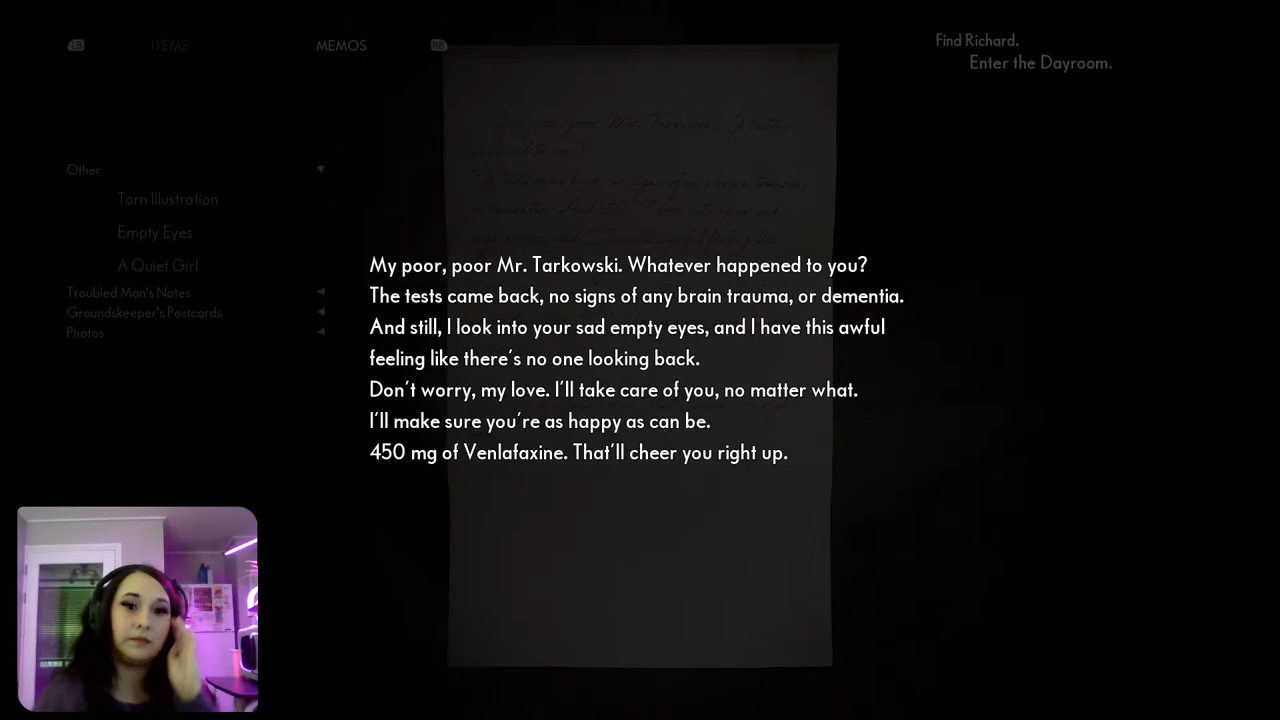 LB
ITEMS
MEMOS
RB
Find Richard.
Enter the Dayroom.
Other
Torn Illustration
Empty Eyes
A Quiet Girl
Troubled Man's Notes
Groundskeeper's Postcards
Photos
My poor, poor Mr. Tarkowski. Whatever happened to you?
The tests came back, no signs of any brain trauma, or dementia.
And still, I look into your sad empty eyes, and I have this awful
feeling like there's no one looking back.
Don't worry, my love. I'll take care of you, no matter what.
I'll make sure you're as happy as can be.
450 mg of Venlafaxine. That'll cheer you right up.